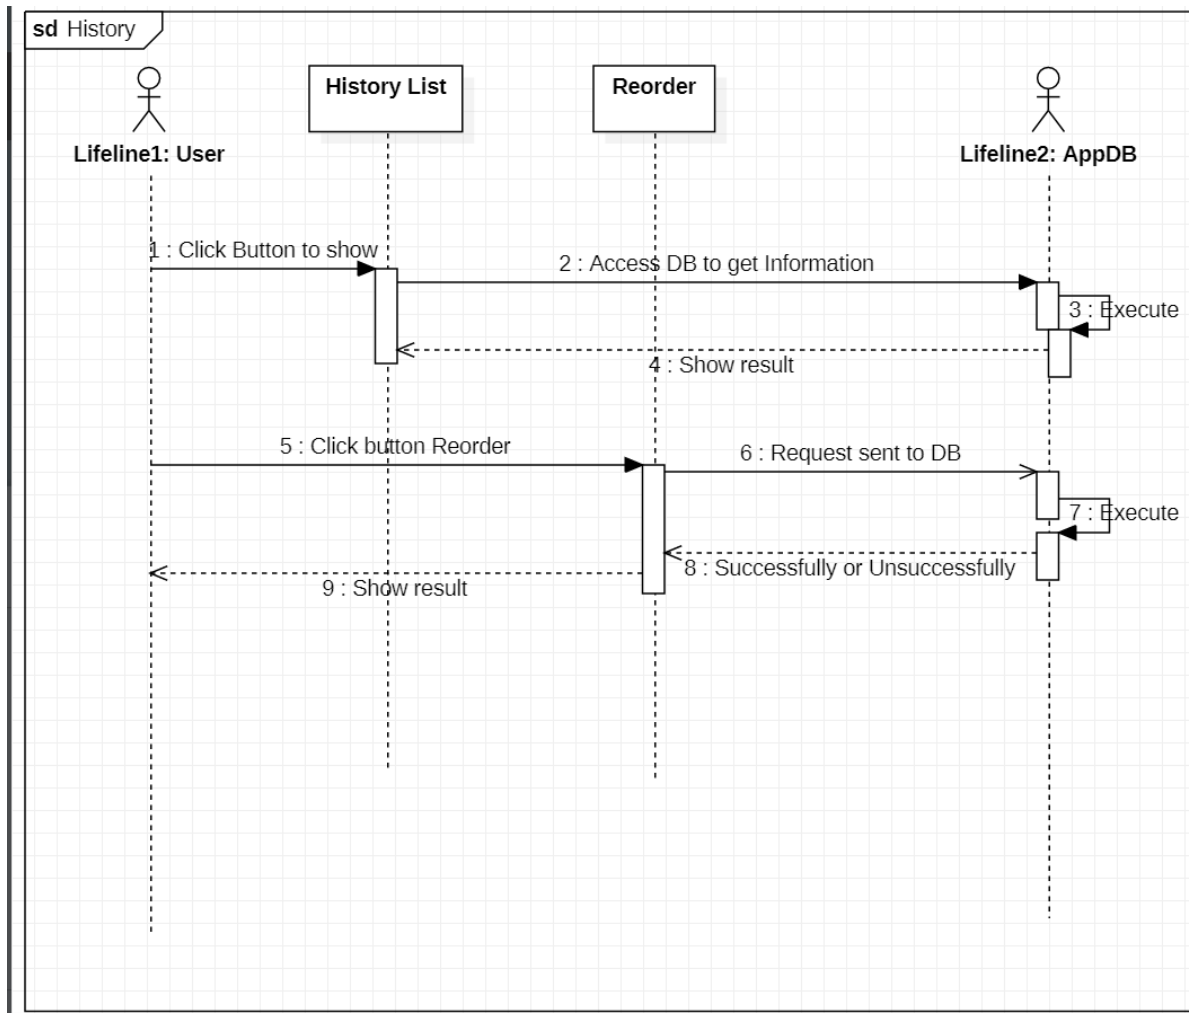 sd History
History List
Reorder
Lifeline1: User
Lifeline2: AppDB
1 : Click Button to show
2 : Access DB to get Information
3 : Execute
4 : Show result
5 : Click button Reorder
6 : Request sent to DB
7 : Execute
8 : Successfully or Unsuccessfully
9 : Show result